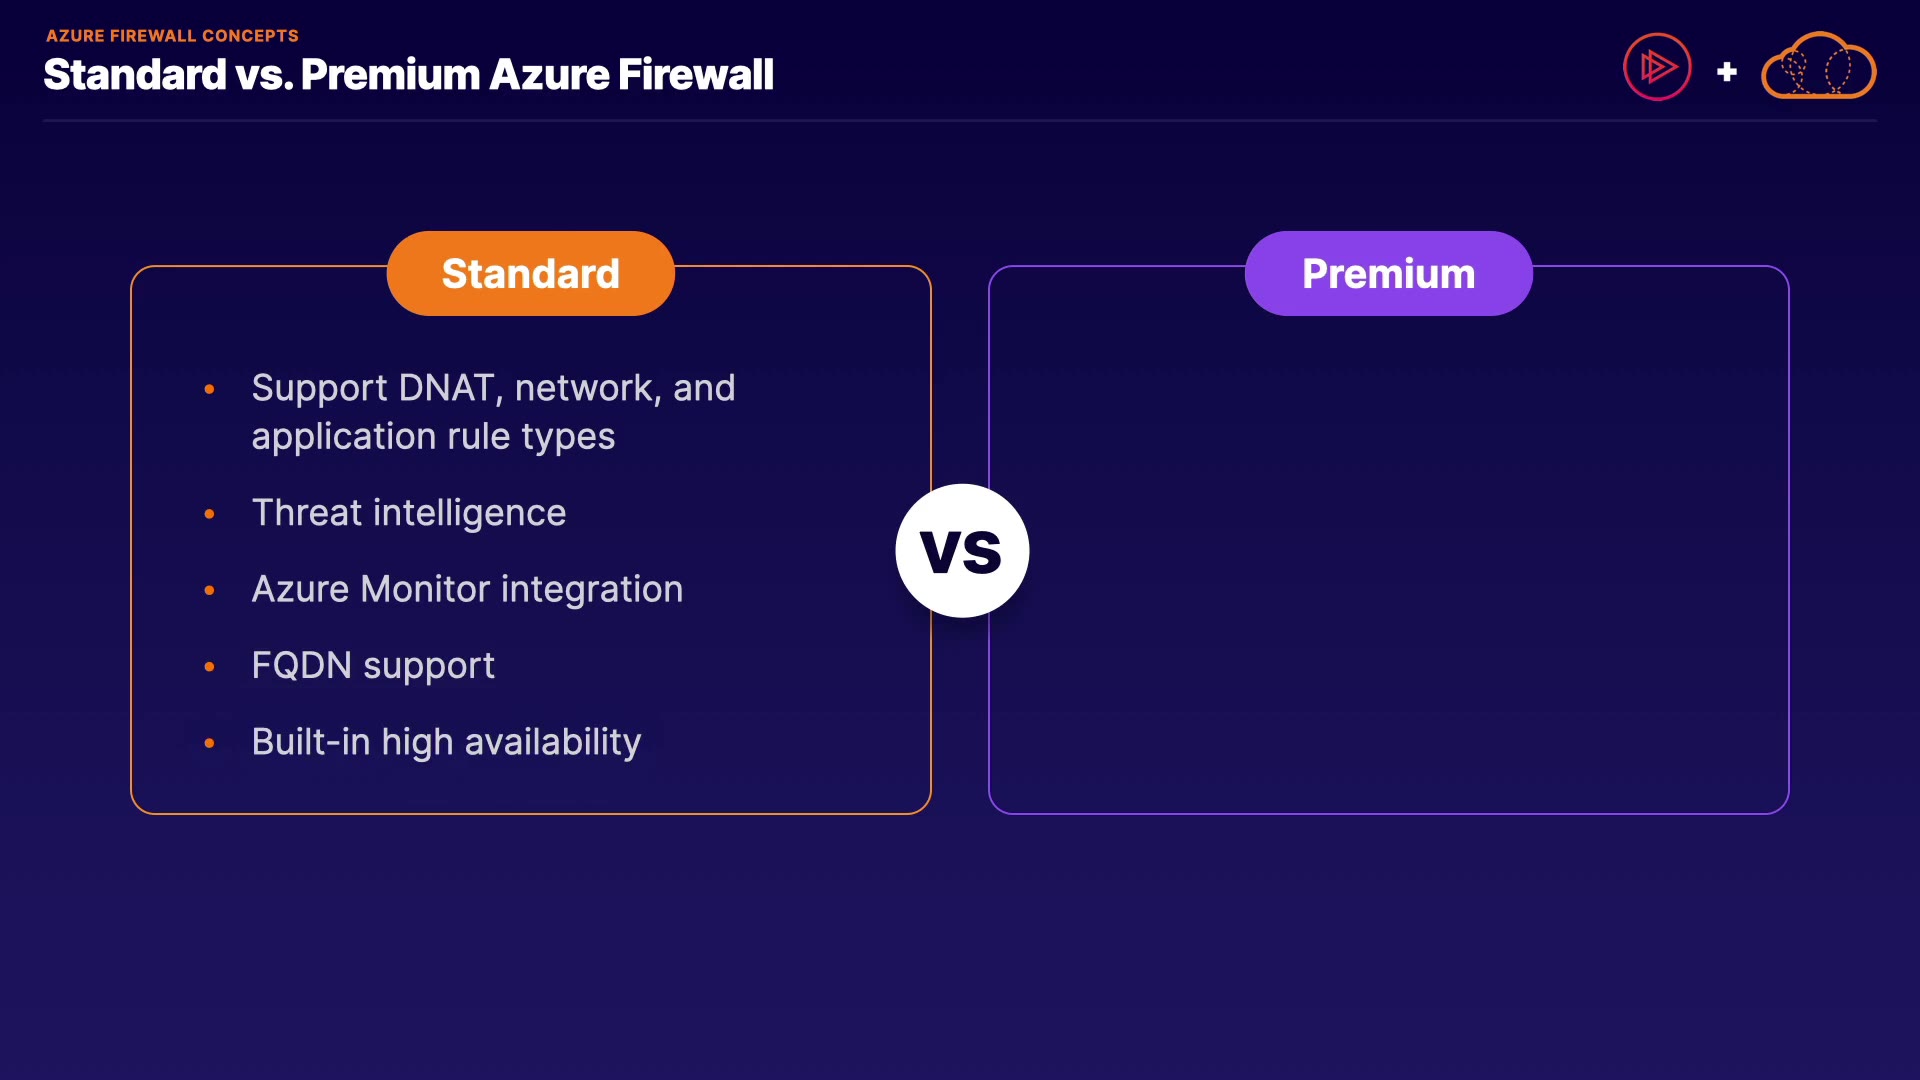 AZURE FIREWALL CONCEPTS
Standard vs. Premium Azure Firewall
+
Standard
• Support DNAT, network, and
application rule types
• Threat intelligence
• Azure Monitor integration
• FQDN support
• Built-in high availability
VS
Premium